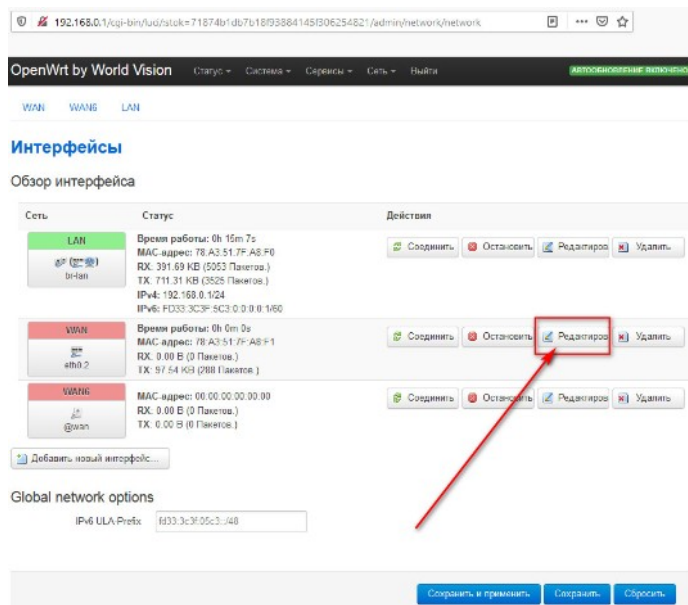 192.168.0.1/cgi-bin/luci/;stok=71874b1db7b18f93884145f306254821/admin/network/network
OpenWrt by World Vision Статус Система Сервисы Сеть Выйти АВТООБНОВЛЕНИЕ ВКЛЮЧЕНО
WAN WAN6 LAN
Интерфейсы
Обзор интерфейса
Сеть Статус Действия
LAN
br-lan
Время работы: 0h 15m 7s
MAC-адрес: 78:A3:51:7F:A8:F0
RX: 391.69 KB (5053 Пакетов.)
TX: 711.31 KB (3525 Пакетов.)
IPv4: 192.168.0.1/24
IPv6: FD33:3C3F:5C3:0:0:0:0:1/60
Соединить Остановить Редактиров Удалить
WAN
eth0.2
Время работы: 0h 0m 0s
MAC-адрес: 78:A3:51:7F:A8:F1
RX: 0.00 B (0 Пакетов.)
TX: 97.54 KB (288 Пакетов.)
Соединить Остановить Редактиров Удалить
WAN6
@wan
MAC-адрес: 00:00:00:00:00:00
RX: 0.00 B (0 Пакетов.)
TX: 0.00 B (0 Пакетов.)
Соединить Остановить Редактиров Удалить
Добавить новый интерфейс...
Global network options
IPv6 ULA-Prefix fd33:3c3f:05c3::/48
Сохранить и применить Сохранить Сбросить